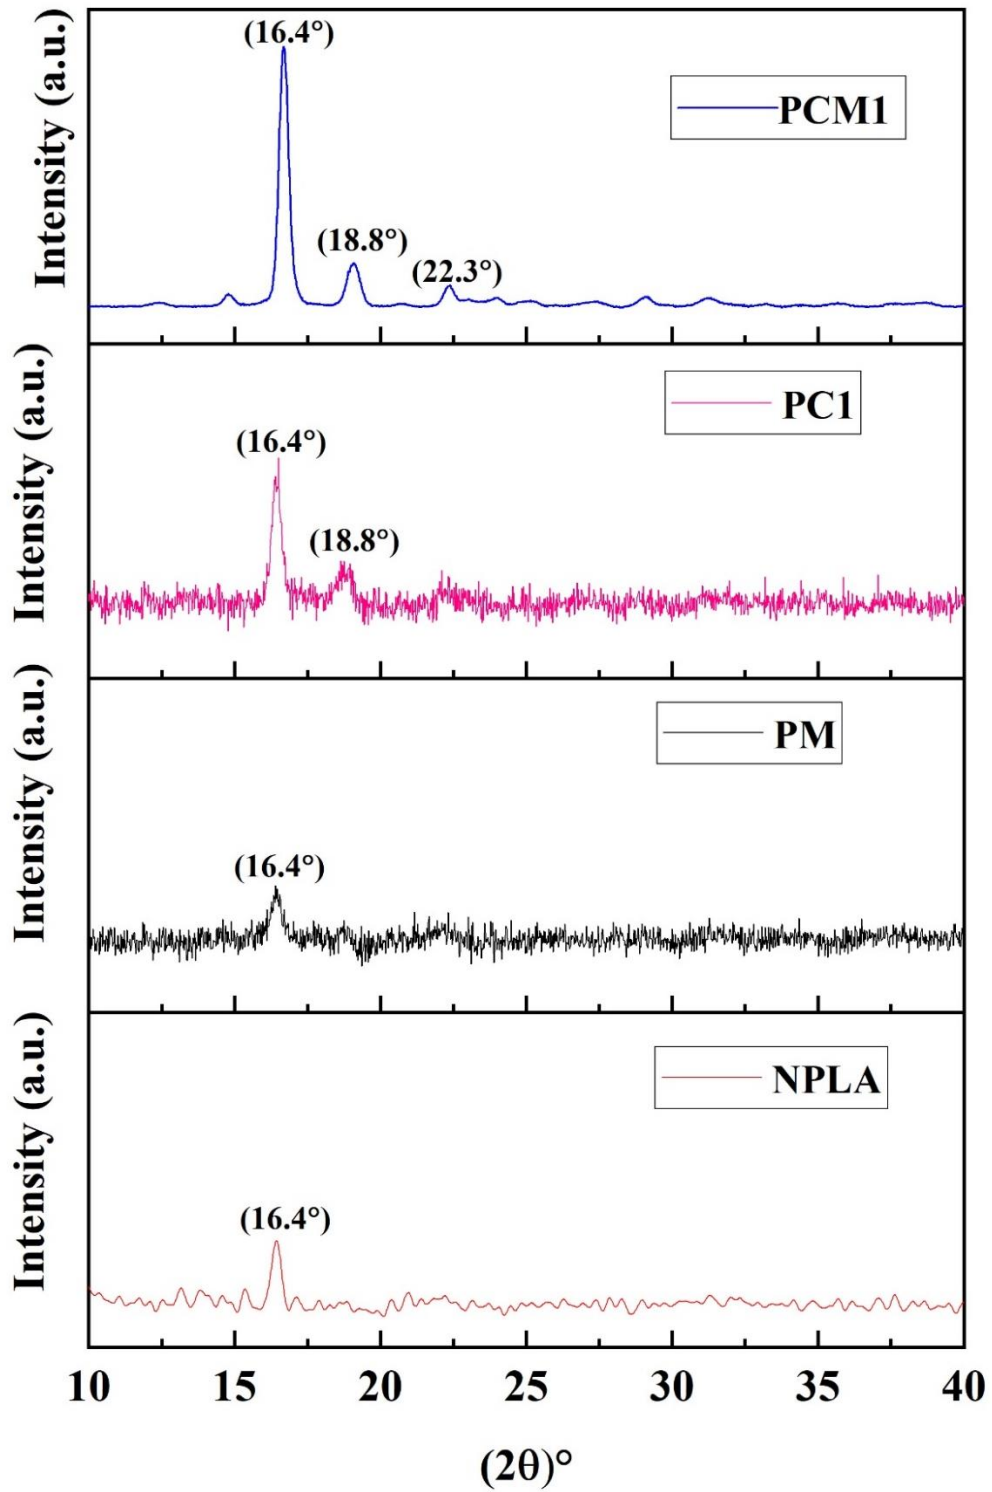 (16.4°)
Intensity (a.u.)
PCM1
(18.8°)
(22.3°)
Intensity (a.u.)
PC1
(16.4°)
(18.8°)
Intensity (a.u.)
PM
(16.4°)
Intensity (a.u.)
NPLA
(16.4°)
10 15 20 25 30 35 40
(2θ)°